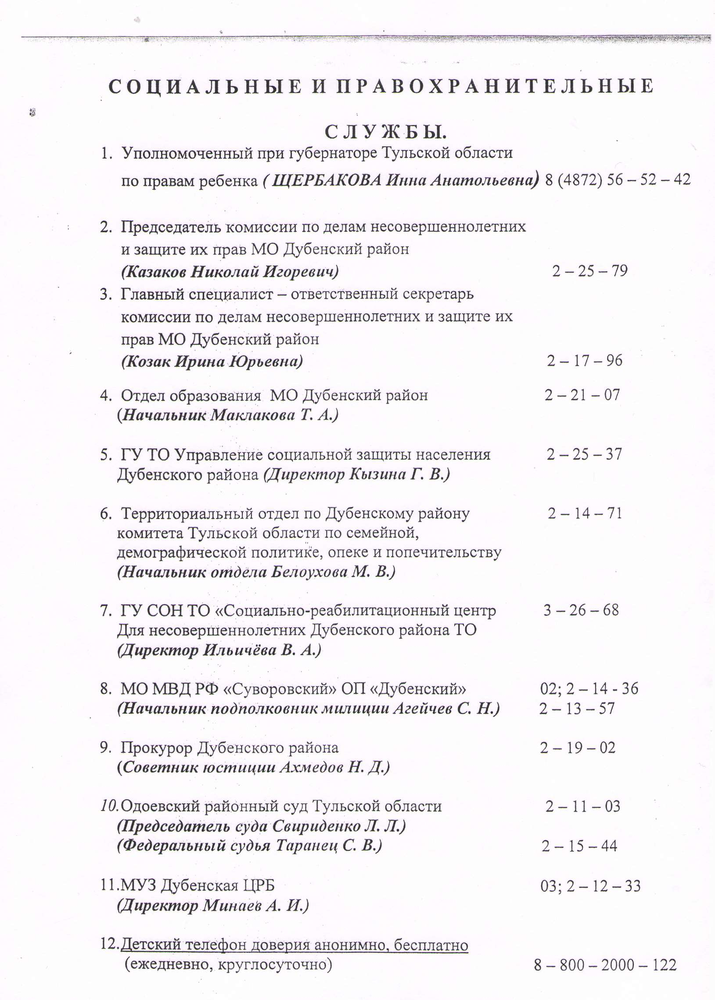 СОЦИАЛЬНЫЕ И ПРАВОХРАНИТЕЛЬНЫЕ
СЛУЖБЫ.
1. Уполномоченный при губернаторе Тульской области
по правам ребенка ( ЩЕРБАКОВА Инна Анатольевна) 8 (4872) 56 – 52 – 42
2. Председатель комиссии по делам несовершеннолетних
и защите их прав МО Дубенский район
(Казаков Николай Игоревич) 2 – 25 – 79
3. Главный специалист – ответственный секретарь
комиссии по делам несовершеннолетних и защите их
прав МО Дубенский район
(Козак Ирина Юрьевна) 2 – 17 – 96
4. Отдел образования МО Дубенский район 2 – 21 – 07
(Начальник Маклакова Т. А.)
5. ГУ ТО Управление социальной защиты населения 2 – 25 – 37
Дубенского района (Директор Кызина Г. В.)
6. Территориальный отдел по Дубенскому району 2 – 14 – 71
комитета Тульской области по семейной,
демографической политике, опеке и попечительству
(Начальник отдела Белоухова М. В.)
7. ГУ СОН ТО «Социально-реабилитационный центр 3 – 26 – 68
Для несовершеннолетних Дубенского района ТО
(Директор Ильичёва В. А.)
8. МО МВД РФ «Суворовский» ОП «Дубенский» 02; 2 – 14 - 36
(Начальник подполковник милиции Агейчев С. Н.) 2 – 13 – 57
9. Прокурор Дубенского района 2 – 19 – 02
(Советник юстиции Ахмедов Н. Д.)
10.Одоевский районный суд Тульской области 2 – 11 – 03
(Председатель суда Свириденко Л. Л.)
(Федеральный судья Таранец С. В.) 2 – 15 – 44
11.МУЗ Дубенская ЦРБ 03; 2 – 12 – 33
(Директор Минаев А. И.)
12.Детский телефон доверия анонимно, бесплатно
(ежедневно, круглосуточно) 8 – 800 – 2000 – 122